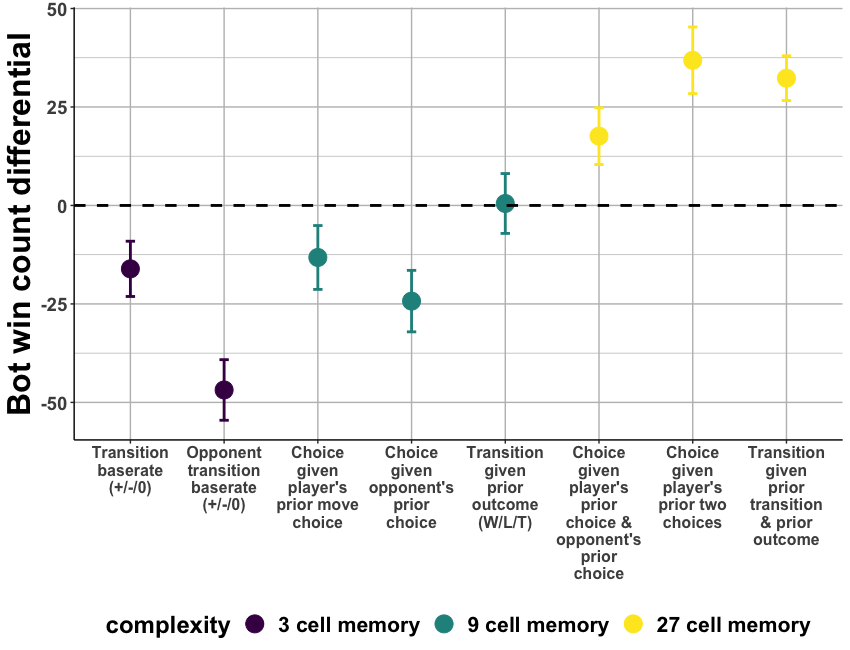 Bot win count differential
50
25
0
-25
-50
Transition
baserate
(+/-/0)
Opponent
transition
baserate
(+/-/0)
Choice
given
player's
prior move
choice
Choice
given
opponent's
prior
choice
Transition
given
prior
outcome
(W/L/T)
Choice
given
player's
prior
choice &
opponent's
prior
choice
Choice
given
player's
prior two
choices
Transition
given
prior
transition
& prior
outcome
complexity 3 cell memory 9 cell memory 27 cell memory